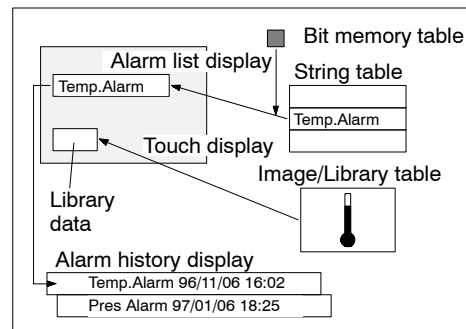 Bit memory table
Alarm list display
String table
Temp.Alarm
Temp.Alarm
Touch display
Image/Library table
Library
data
Alarm history display
Temp.Alarm 96/11/06 16:02
Pres Alarm 97/01/06 18:25